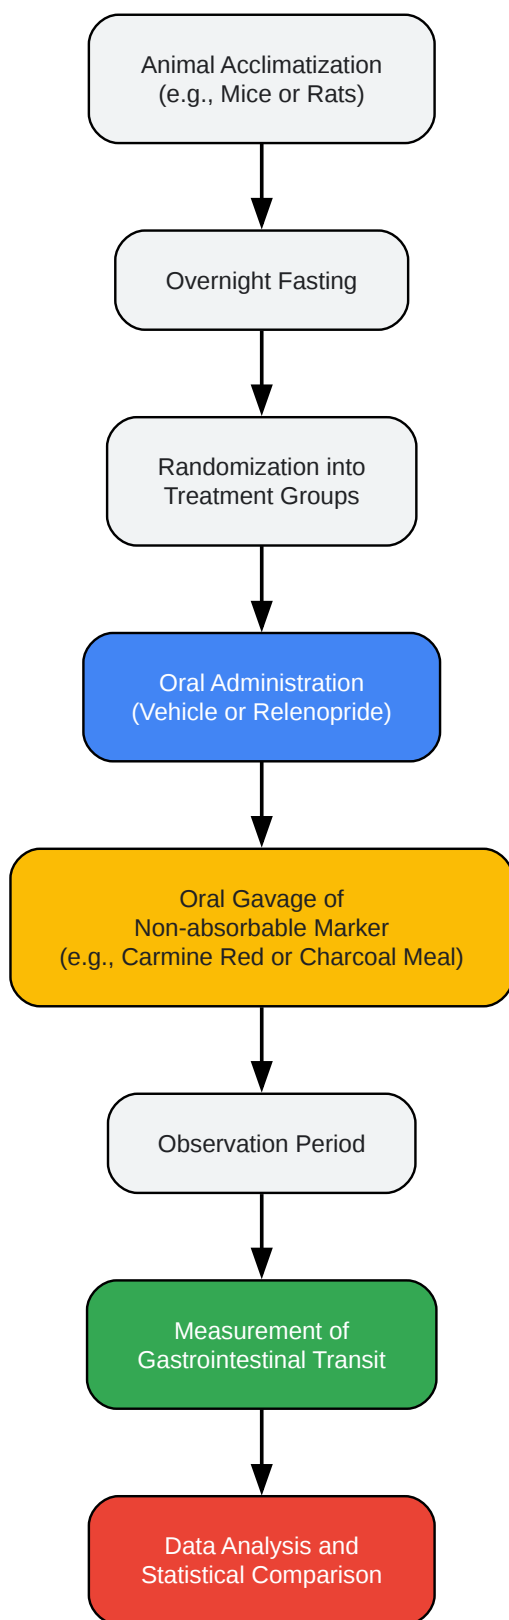 Animal Acclimatization
(e.g., Mice or Rats)
Overnight Fasting
Randomization into
Treatment Groups
Oral Administration
(Vehicle or Relenopride)
Oral Gavage of
Non-absorbable Marker
(e.g., Carmine Red or Charcoal Meal)
Observation Period
Measurement of
Gastrointestinal Transit
Data Analysis and
Statistical Comparison